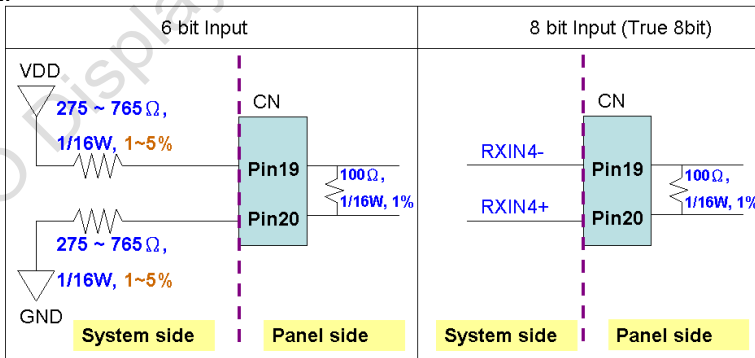 6 bit Input
8 bit Input (True 8bit)
VDD
275 ~ 765Ω,
1/16W, 1~5%
CN
Pin19
Pin20
100Ω,
1/16W, 1%
275 ~ 765Ω,
1/16W, 1~5%
GND
System side
Panel side
RXIN4-
RXIN4+
CN
Pin19
Pin20
100Ω,
1/16W, 1%
System side
Panel side
O Display